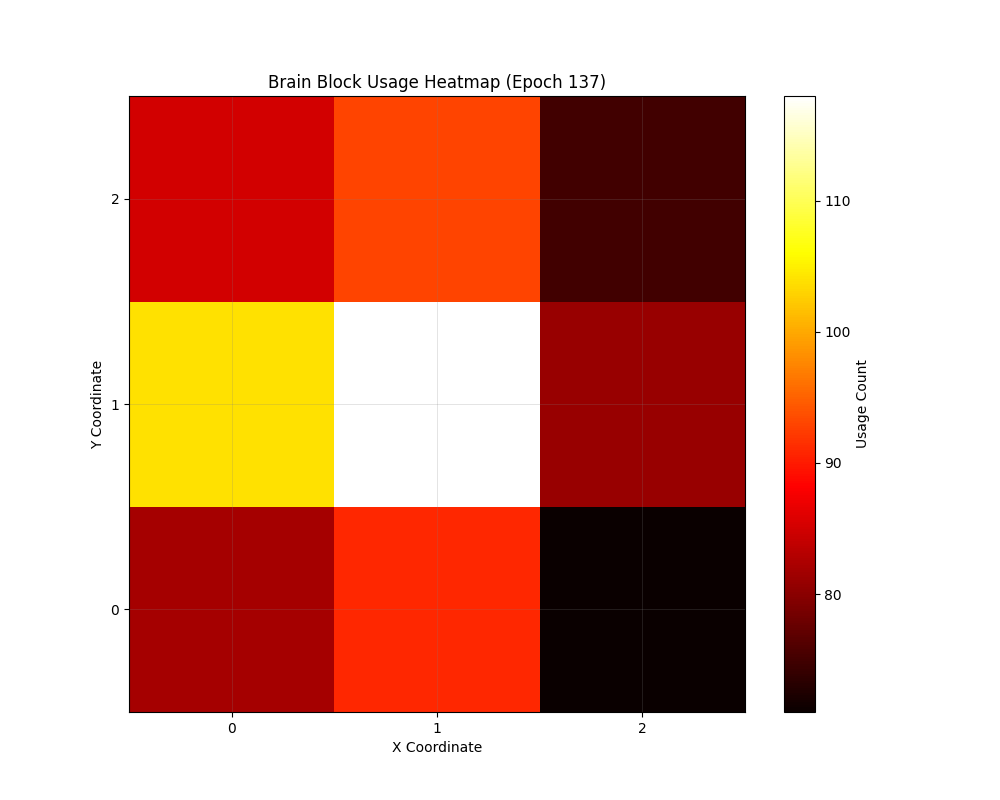 Brain Block Usage Heatmap (Epoch 137)
2
1
0
Y Coordinate
0 1 2
X Coordinate
110
100
90
80
Usage Count